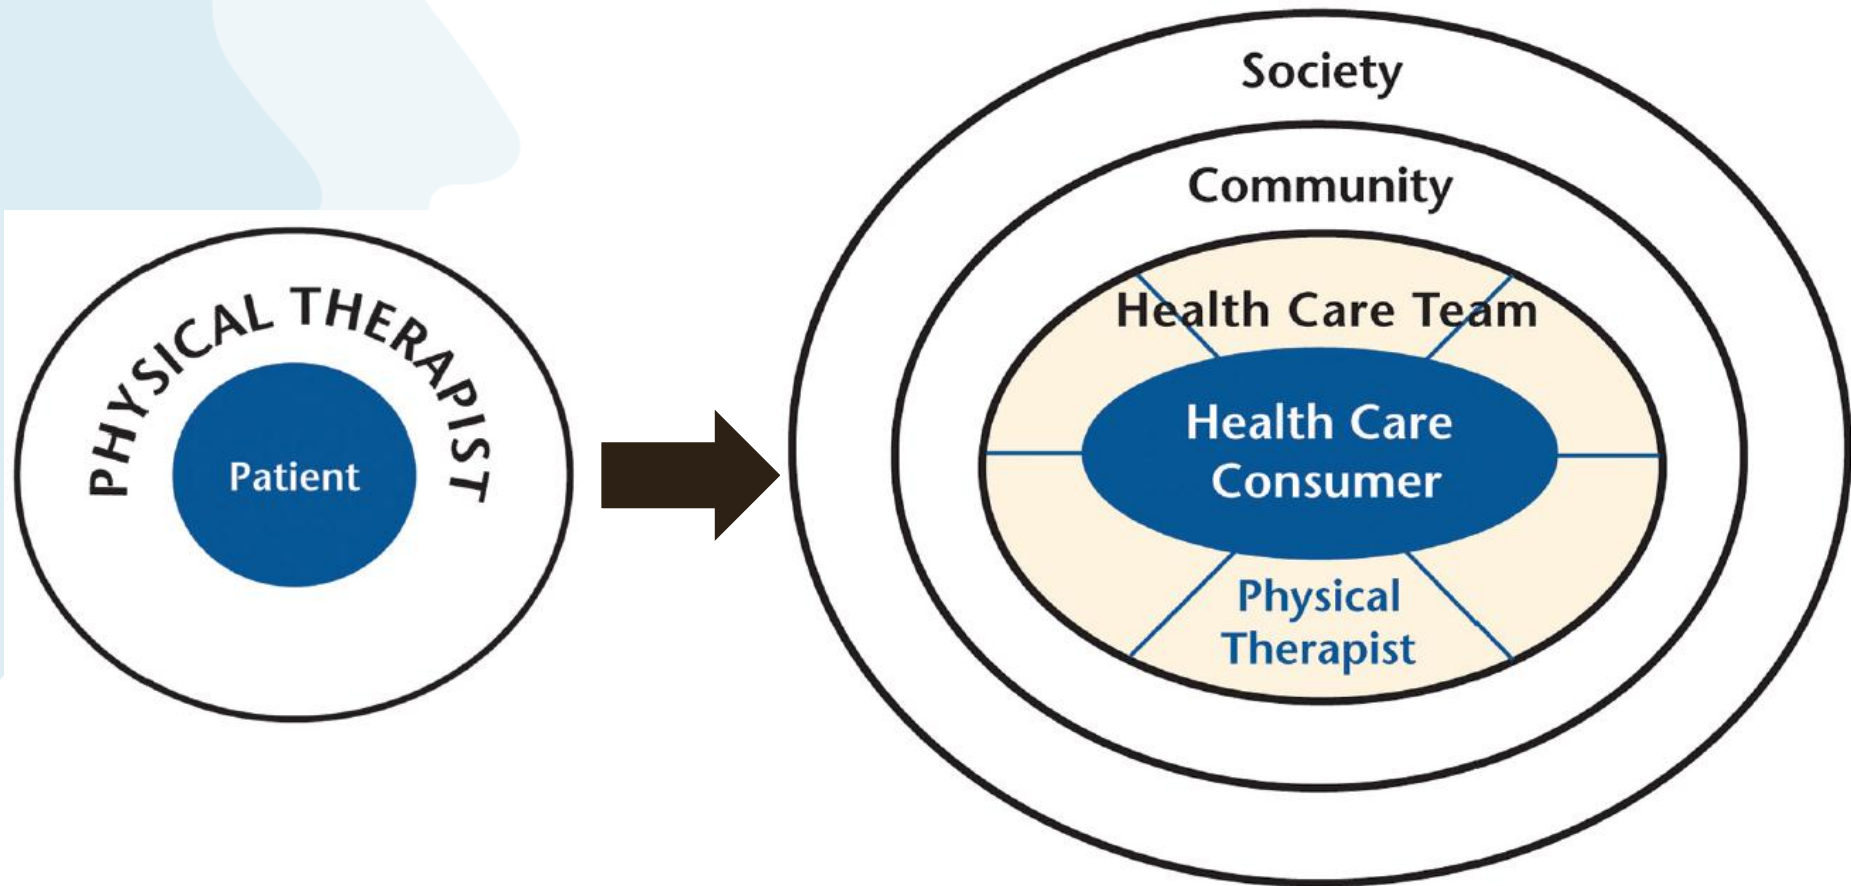 PHYSICAL THERAPIST
Patient
Society
Community
Health Care Team
Health Care
Consumer
Physical
Therapist